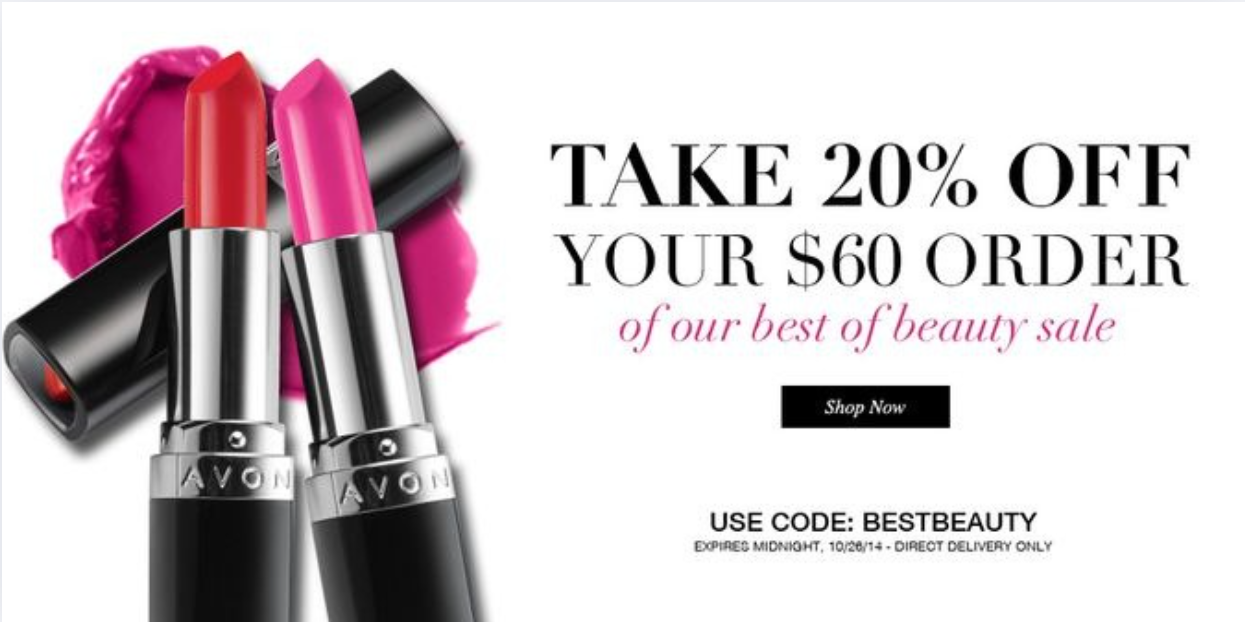 AVON
AVON
TAKE 20% OFF
YOUR $60 ORDER
of our best of beauty sale
Shop Now
USE CODE: BESTBEAUTY
EXPIRES MIDNIGHT, 10/26/14 - DIRECT DELIVERY ONLY